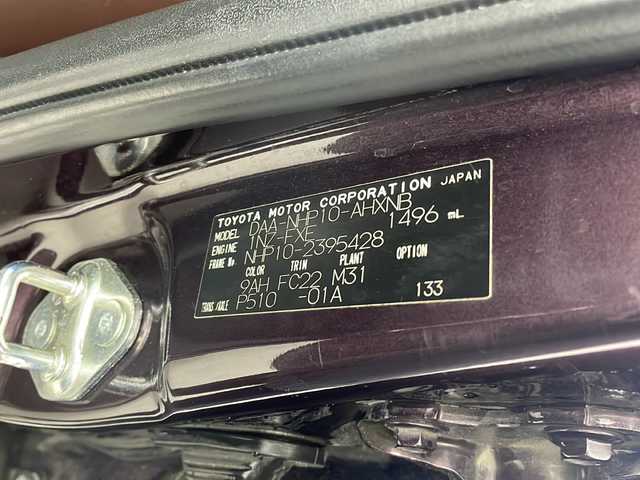 TOYOTA MOTOR CORPORATION JAPAN
MODEL DAA-NHP10-AHXNB
ENGINE 1NZ-FXE 1496 mL
FRAME No. NHP10-2395428
COLOR TRIM PLANT OPTION
9AH FC22 M31
TRANS/AXLE P510 -01A 133